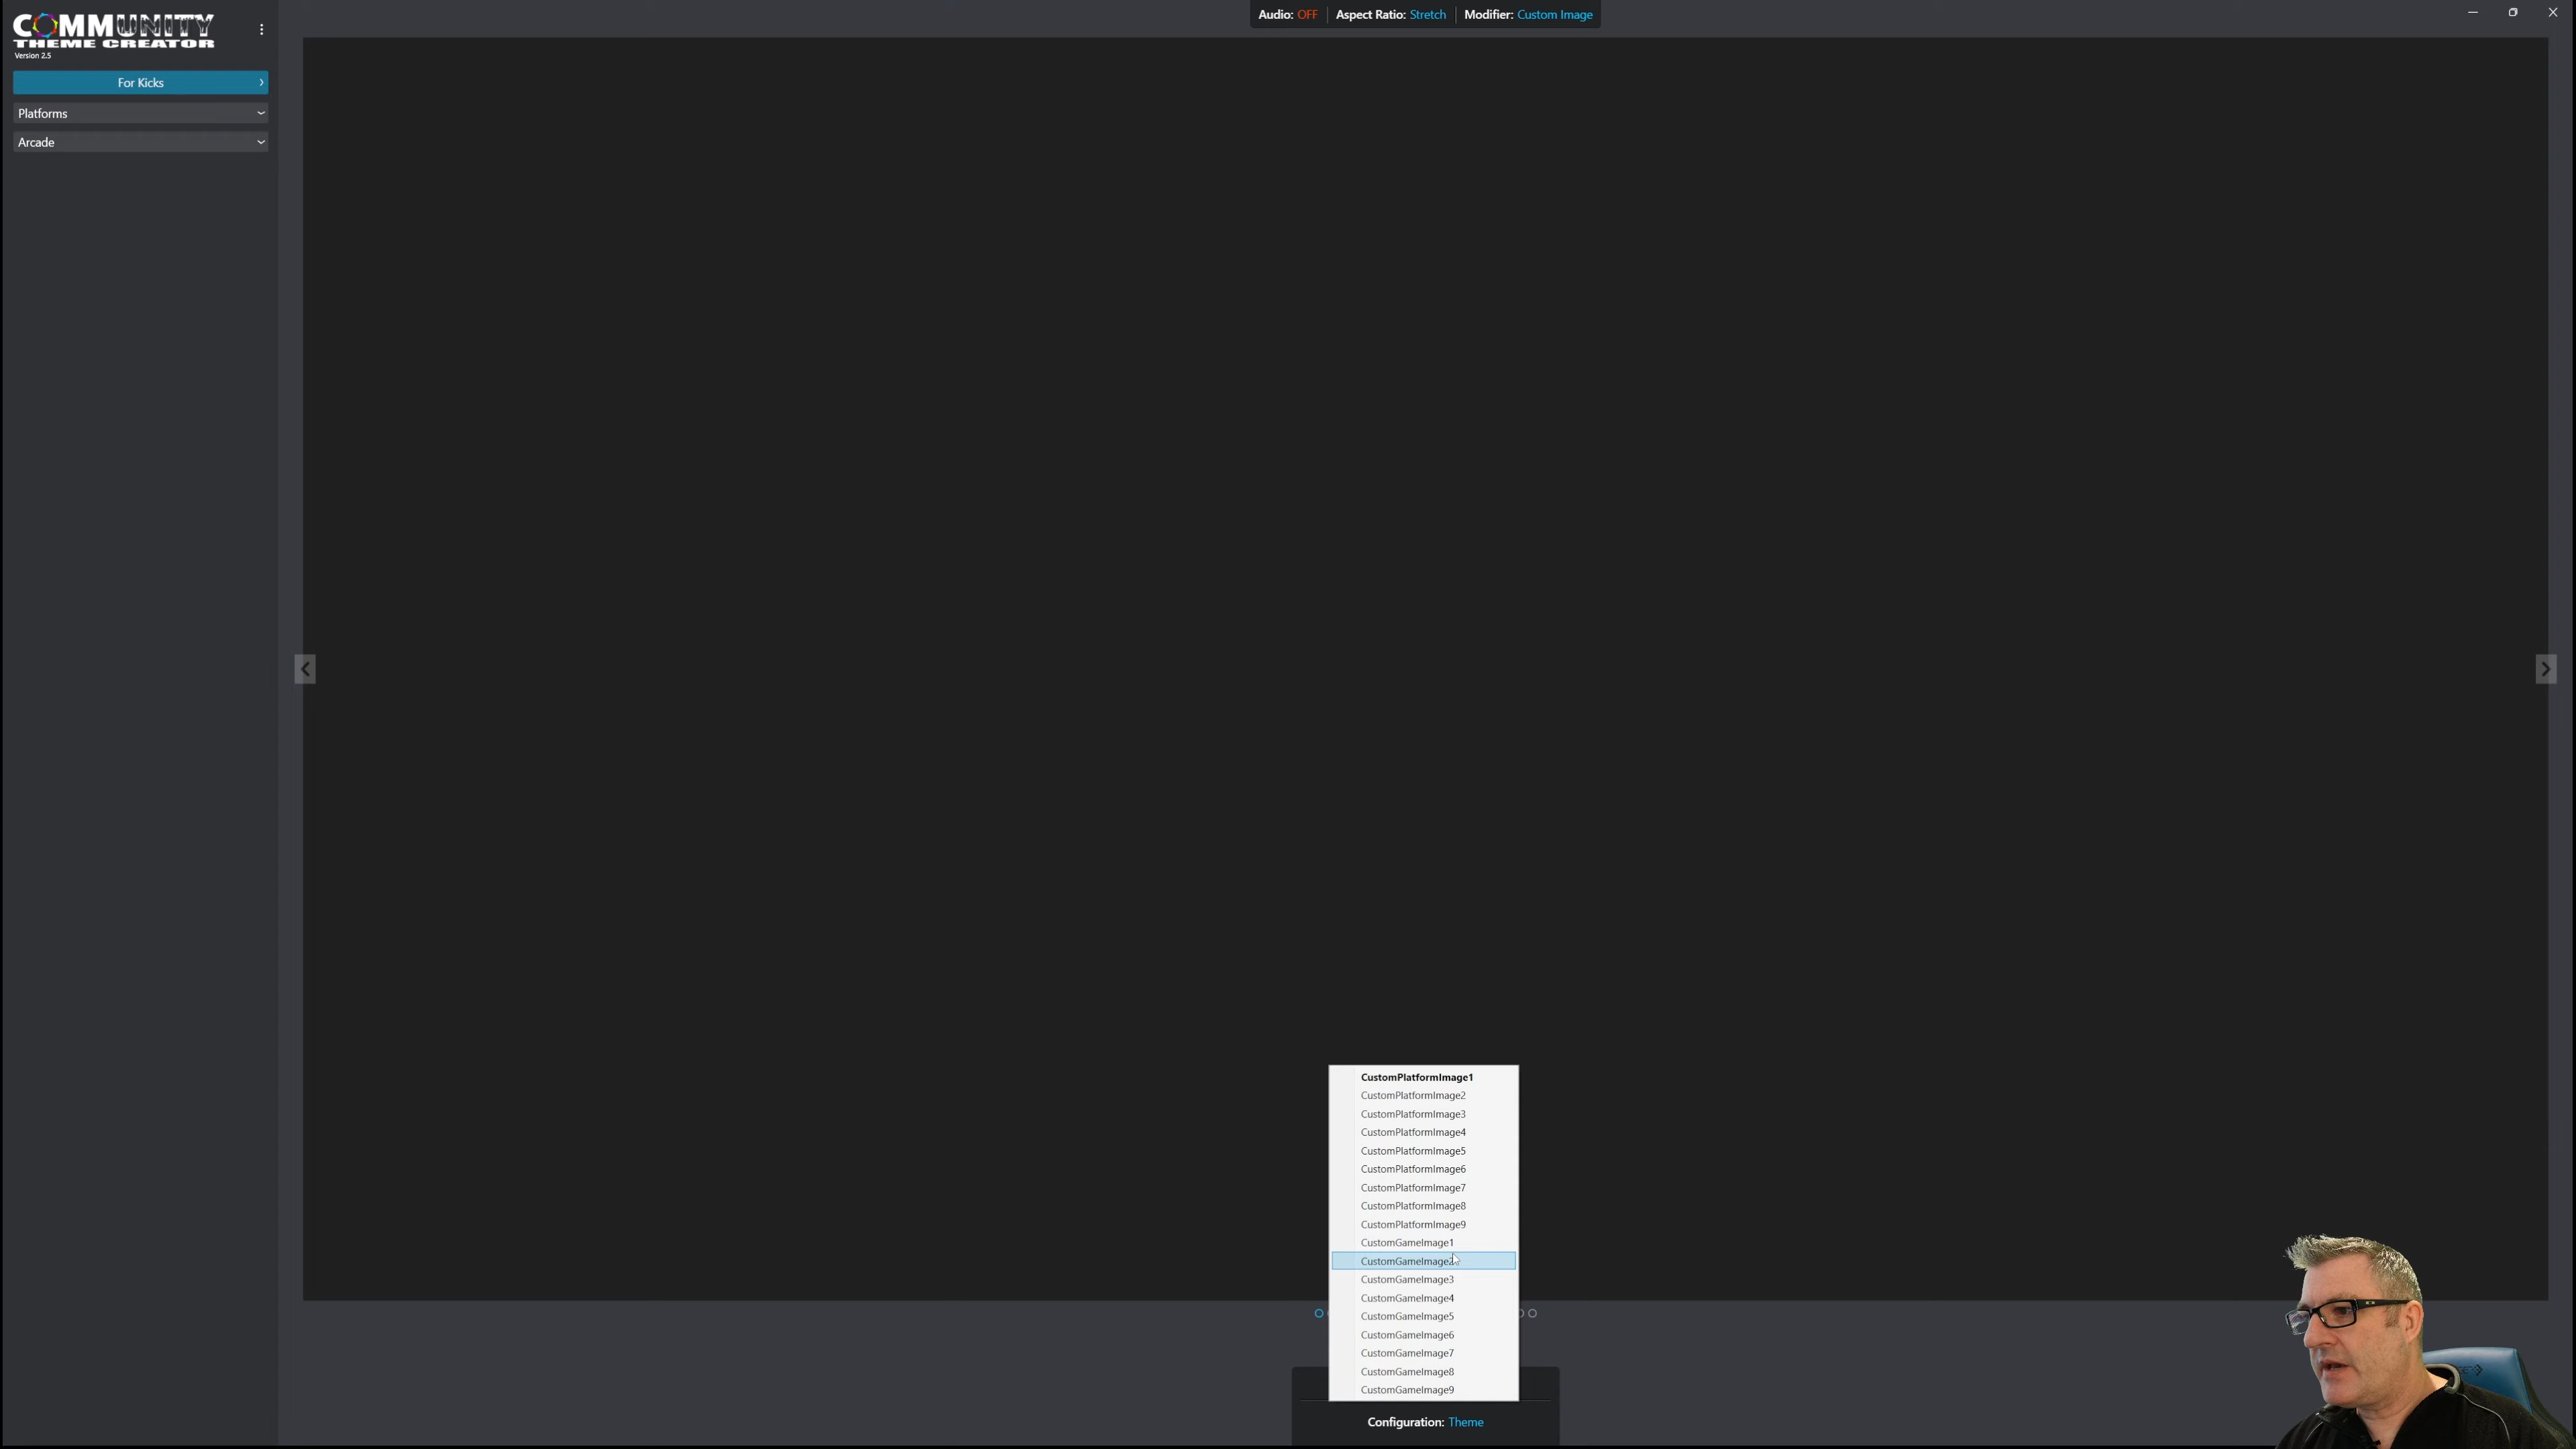 COMMUNITY
THEME CREATOR
Version 2.5
For Kicks
Platforms
Arcade
Audio: OFF
Aspect Ratio: Stretch
Modifier: Custom Image
CustomPlatformImage1
CustomPlatformImage2
CustomPlatformImage3
CustomPlatformImage4
CustomPlatformImage5
CustomPlatformImage6
CustomPlatformImage7
CustomPlatformImage8
CustomPlatformImage9
CustomGameImage1
CustomGameImage2
CustomGameImage3
CustomGameImage4
CustomGameImage5
CustomGameImage6
CustomGameImage7
CustomGameImage8
CustomGameImage9
Configuration: Theme